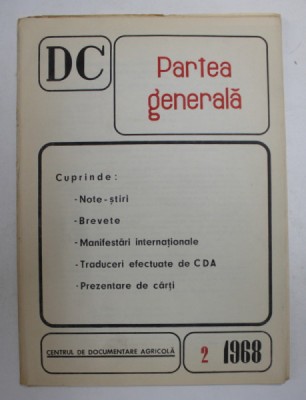 DC
Partea
generală
Cuprinde:
-Note-știri
-Brevete
-Manifestări internaționale
-Traduceri efectuate de CDA
-Prezentare de cărți
CENTRUL DE DOCUMENTARE AGRICOLĂ
2 1968